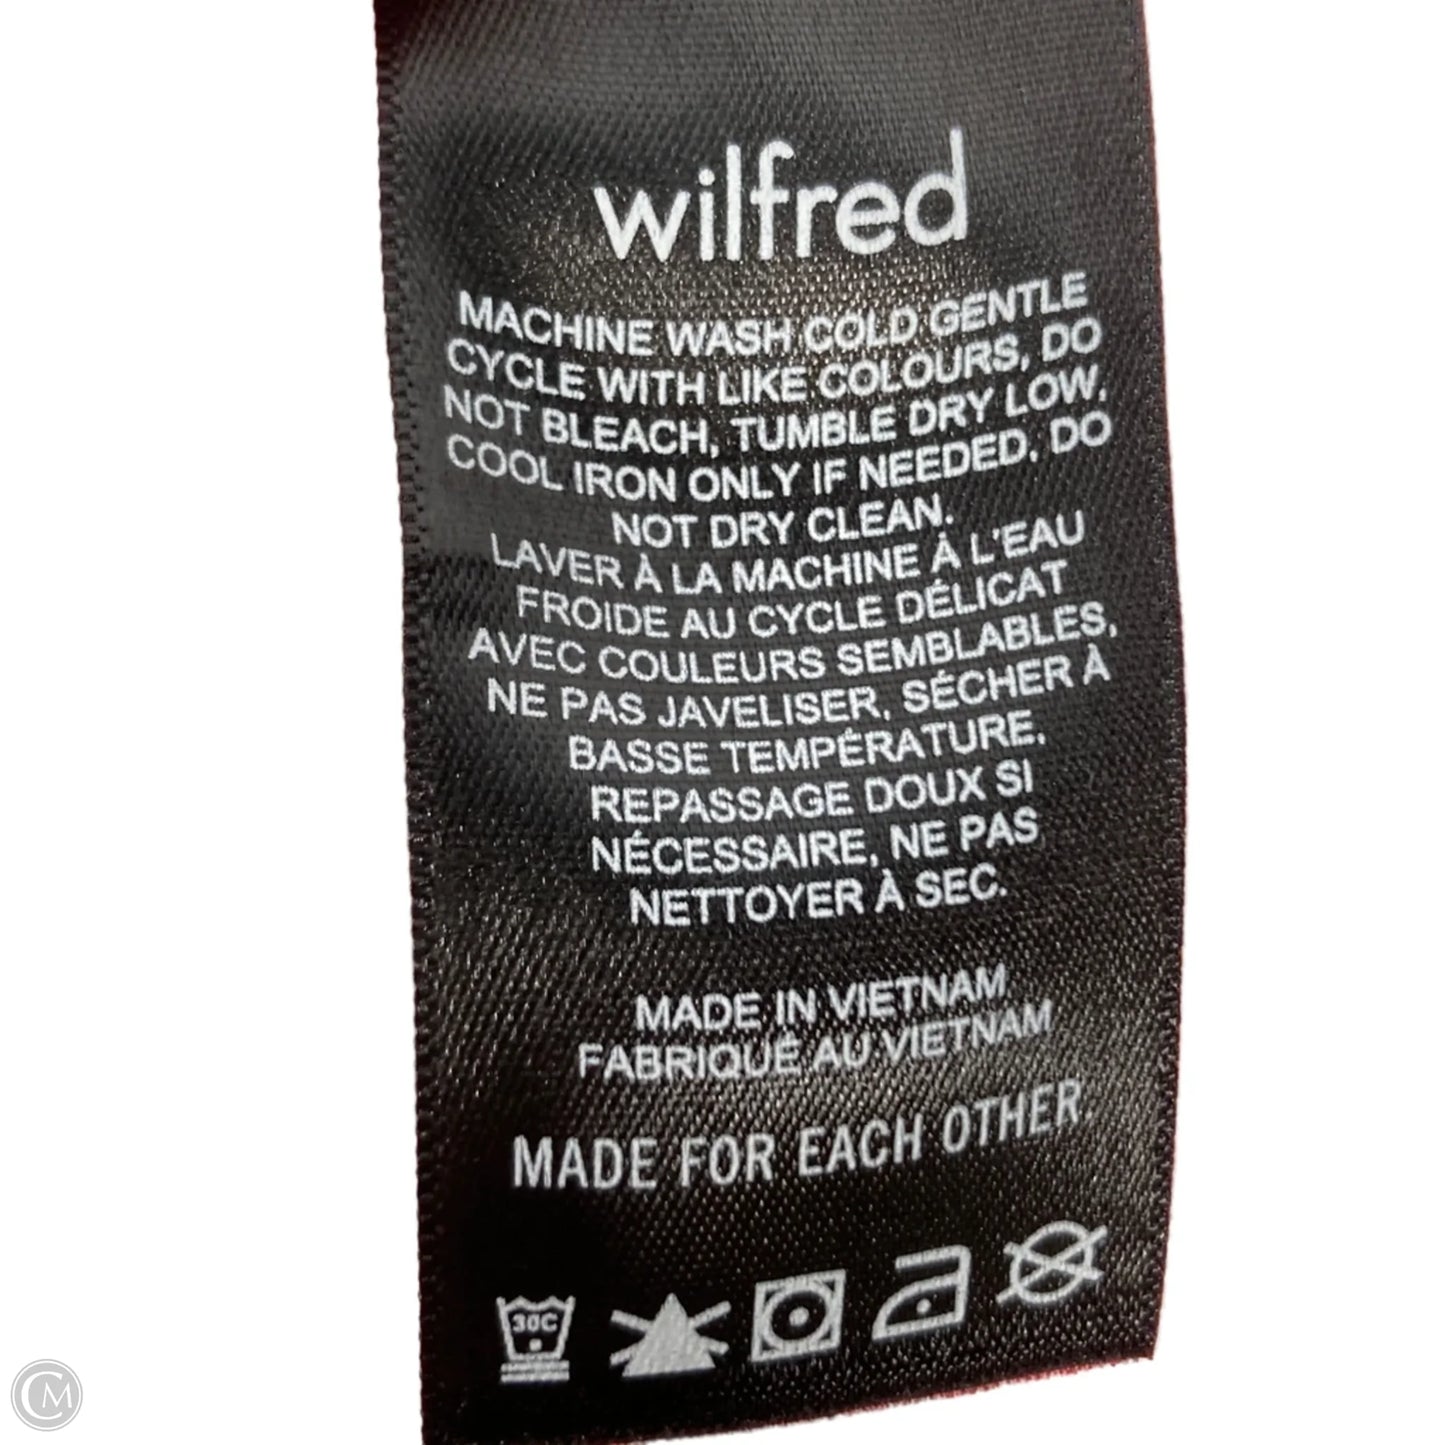 wilfred
MACHINE WASH COLD GENTLE
CYCLE WITH LIKE COLOURS, DO
NOT BLEACH, TUMBLE DRY LOW,
COOL IRON ONLY IF NEEDED, DO
NOT DRY CLEAN.
LAVER À LA MACHINE À L'EAU
FROIDE AU CYCLE DÉLICAT
AVEC COULEURS SEMBLABLES,
NE PAS JAVELISER, SÉCHER À
BASSE TEMPÉRATURE,
REPASSAGE DOUX SI
NÉCESSAIRE, NE PAS
NETTOYER À SEC.
MADE IN VIETNAM
FABRIQUÉ AU VIETNAM
MADE FOR EACH OTHER
30C
CM